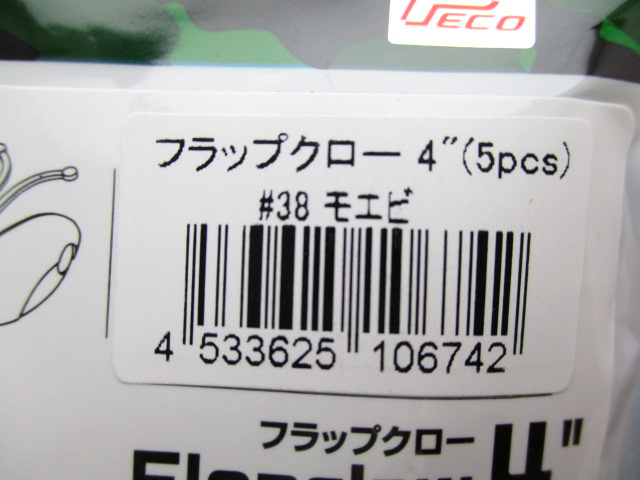 PECO
フラップクロー 4"(5pcs)
#38 モエビ
4 533625 106742
フラップクロー
4"